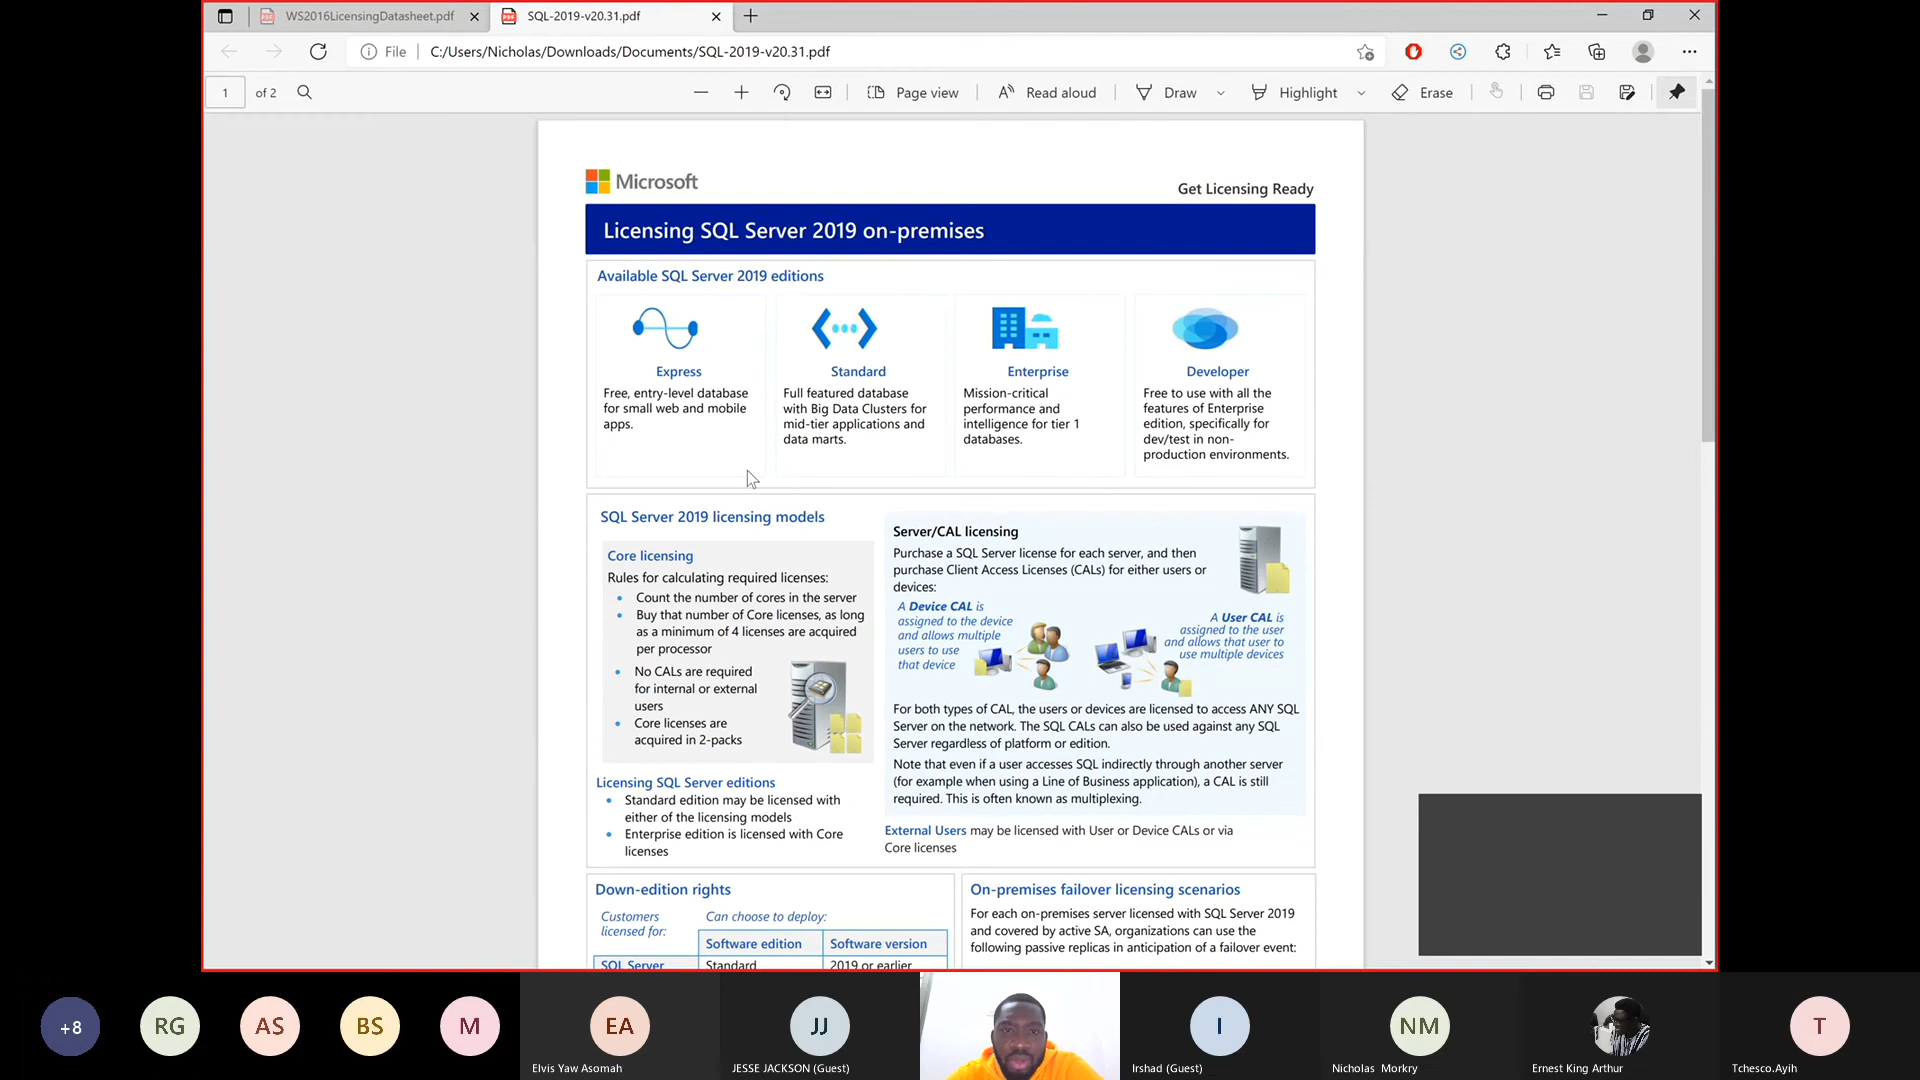 WS2016LicensingDatasheet.pdf
SQL-2019-v20.31.pdf
File
C:/Users/Nicholas/Downloads/Documents/SQL-2019-v20.31.pdf
1 of 2
Page view
Read aloud
Draw
Highlight
Erase
Microsoft
Get Licensing Ready
Licensing SQL Server 2019 on-premises
Available SQL Server 2019 editions
Express
Free, entry-level database
for small web and mobile
apps.
Standard
Full featured database
with Big Data Clusters for
mid-tier applications and
data marts.
Enterprise
Mission-critical
performance and
intelligence for tier 1
databases.
Developer
Free to use with all the
features of Enterprise
edition, specifically for
dev/test in non-
production environments.
SQL Server 2019 licensing models
Core licensing
Rules for calculating required licenses:
• Count the number of cores in the server
• Buy that number of Core licenses, as long
as a minimum of 4 licenses are acquired
per processor
• No CALs are required
for internal or external
users
• Core licenses are
acquired in 2-packs
Licensing SQL Server editions
• Standard edition may be licensed with
either of the licensing models
• Enterprise edition is licensed with Core
licenses
Server/CAL licensing
Purchase a SQL Server license for each server, and then
purchase Client Access Licenses (CALs) for either users or
devices:
A Device CAL is
assigned to the device
and allows multiple
users to use
that device
A User CAL is
assigned to the user
and allows that user to
use multiple devices
For both types of CAL, the users or devices are licensed to access ANY SQL
Server on the network. The SQL CALs can also be used against any SQL
Server regardless of platform or edition.
Note that even if a user accesses SQL indirectly through another server
(for example when using a Line of Business application), a CAL is still
required. This is often known as multiplexing.
External Users may be licensed with User or Device CALs or via
Core licenses
Down-edition rights
Customers
licensed for:
Can choose to deploy:
Software edition
Software version
SQL Server
Standard
2019 or earlier
On-premises failover licensing scenarios
For each on-premises server licensed with SQL Server 2019
and covered by active SA, organizations can use the
following passive replicas in anticipation of a failover event:
+8
RG
AS
BS
M
EA
Elvis Yaw Asomah
JJ
JESSE JACKSON (Guest)
I
Irshad (Guest)
NM
Nicholas Morkry
Ernest King Arthur
T
Tchesco.Ayih